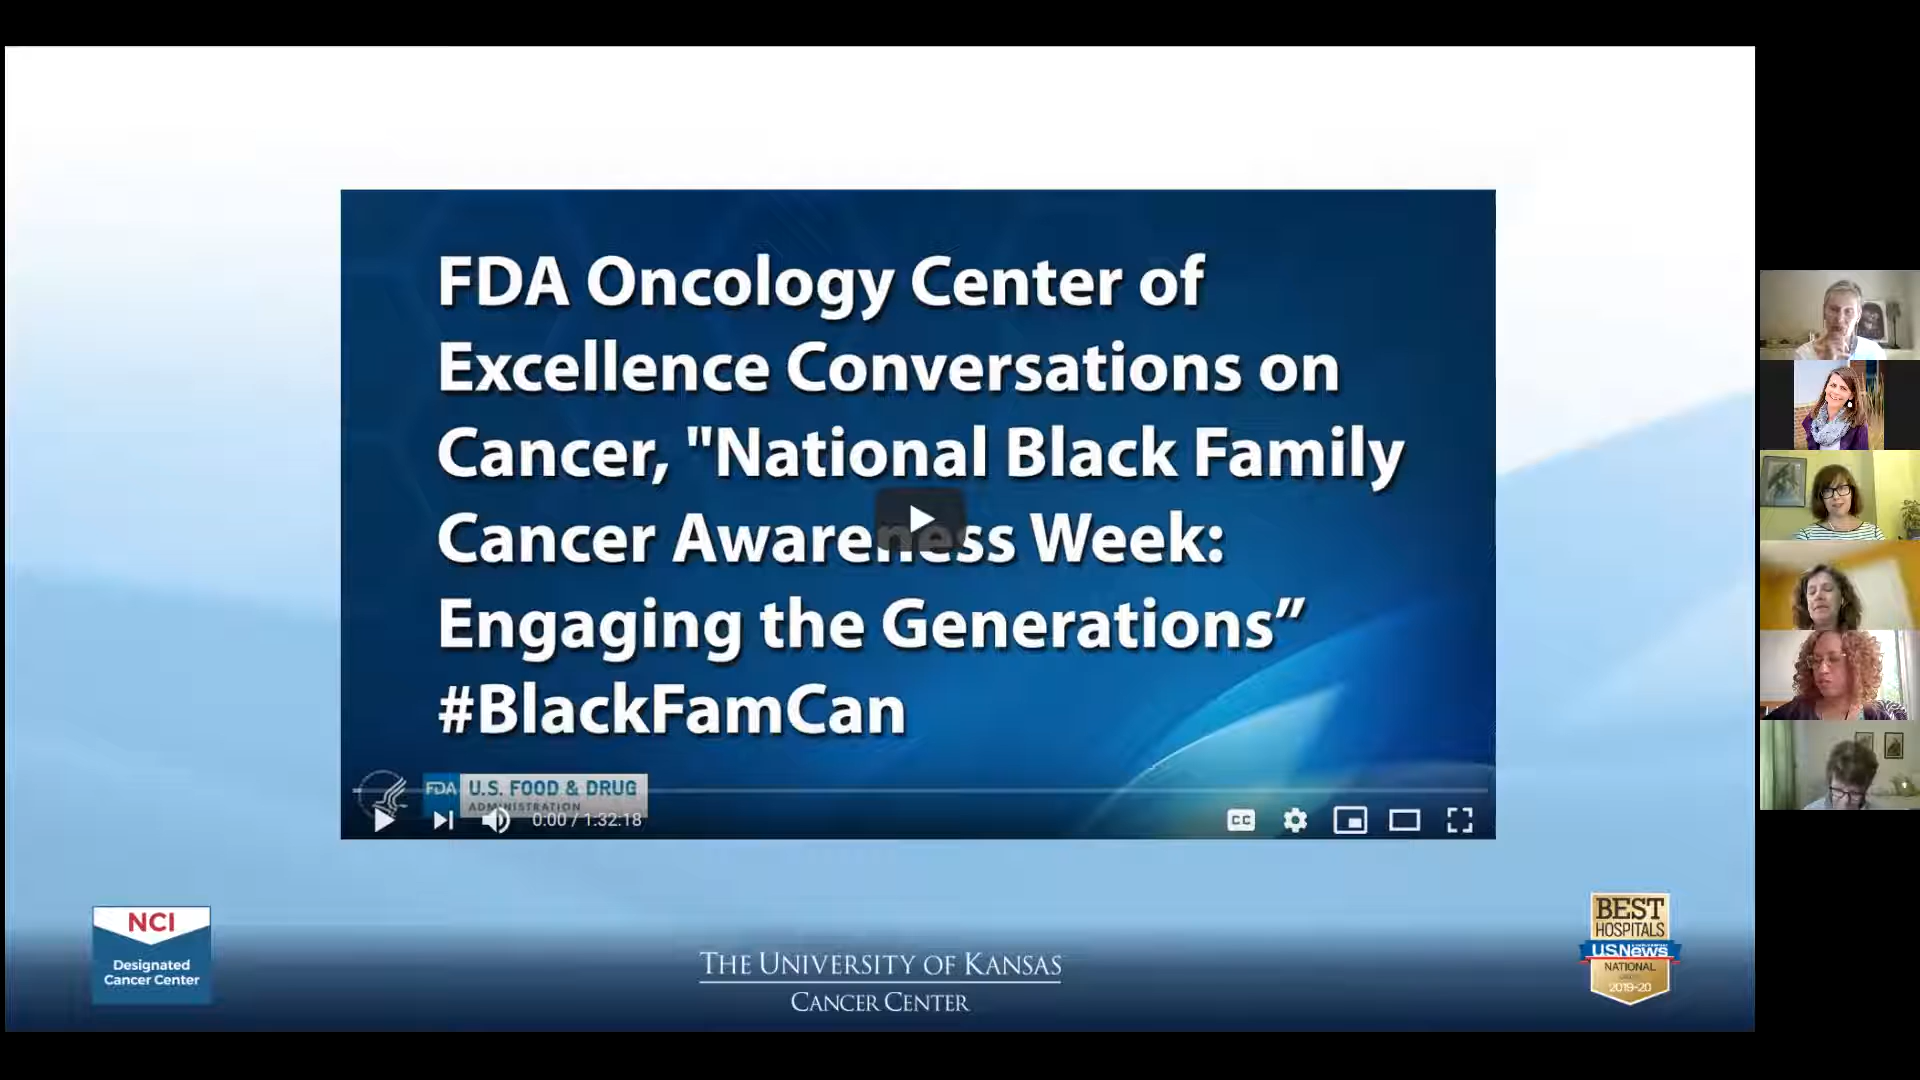 FDA Oncology Center of
Excellence Conversations on
Cancer, "National Black Family
Cancer Awareness Week:
Engaging the Generations”
#BlackFamCan
FDA U.S. FOOD & DRUG
ADMINISTRATION
0:00 / 1:32:18
CC
NCI
Designated
Cancer Center
THE UNIVERSITY OF KANSAS
CANCER CENTER
BEST
HOSPITALS
U.S.News
NATIONAL
2019-20